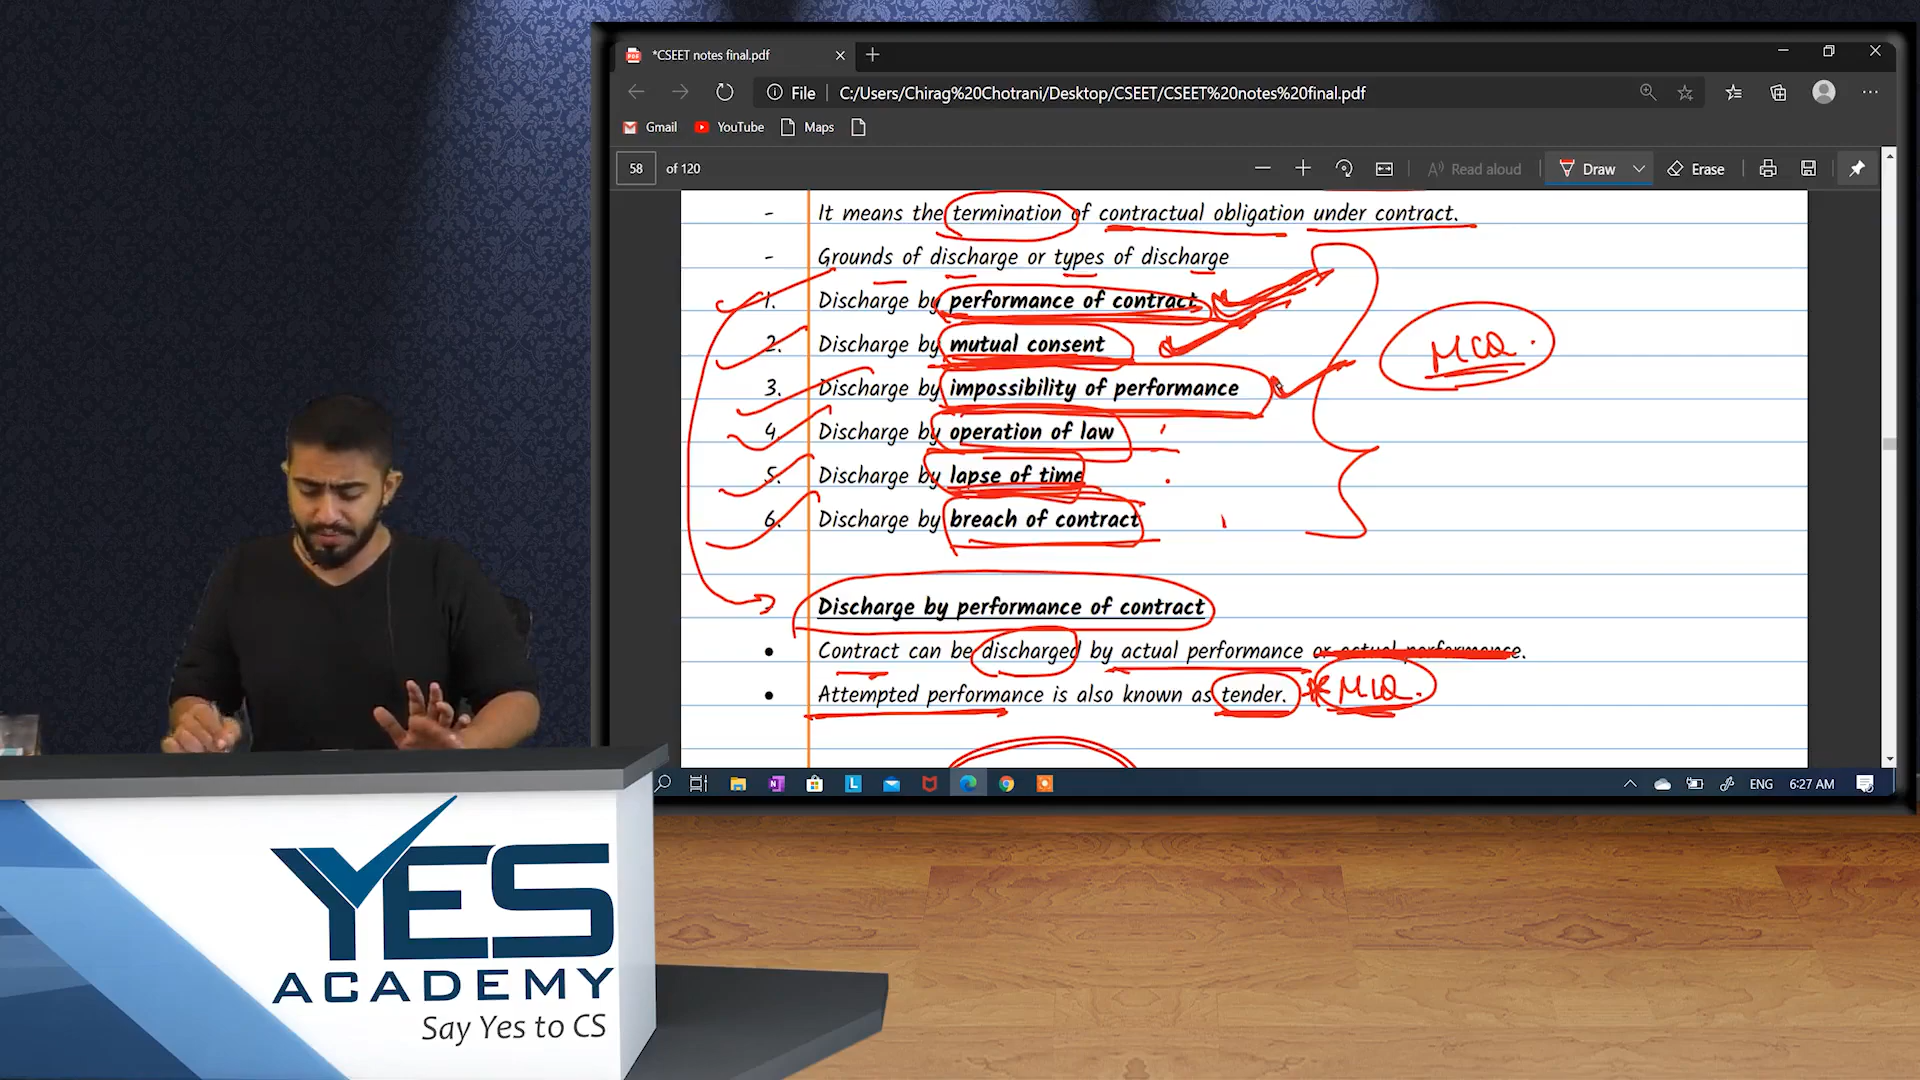 *CSEET notes final.pdf
File | C:/Users/Chirag%20Chotrani/Desktop/CSEET/CSEET%20notes%20final.pdf
Gmail YouTube Maps
58 of 120 Read aloud Draw Erase
- It means the termination of contractual obligation under contract.
- Grounds of discharge or types of discharge
1. Discharge by performance of contract
2. Discharge by mutual consent
MCQ.
3. Discharge by impossibility of performance
4. Discharge by operation of law
5. Discharge by lapse of time
6. Discharge by breach of contract
Discharge by performance of contract
• Contract can be discharged by actual performance or actual performance.
• Attempted performance is also known as tender. * MCQ.
ENG 6:27 AM
YES
ACADEMY
Say Yes to CS